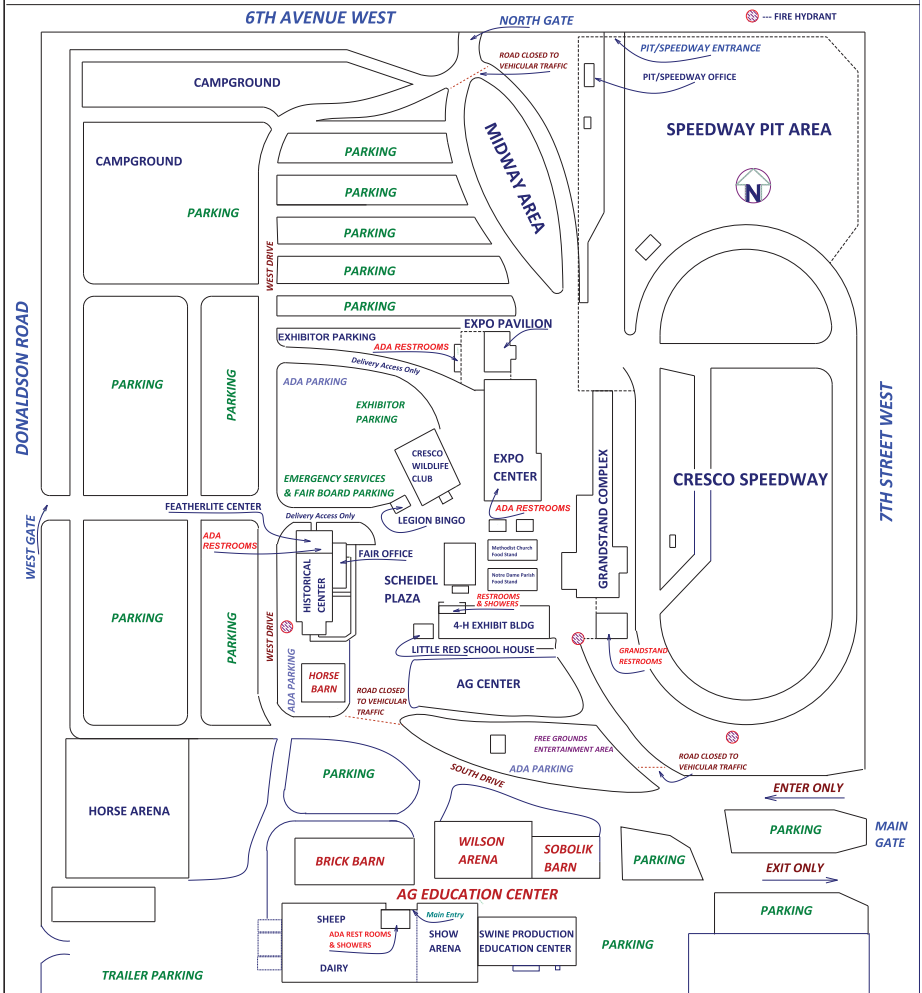 6TH AVENUE WEST
--- FIRE HYDRANT
NORTH GATE
PIT/SPEEDWAY ENTRANCE
ROAD CLOSED TO
VEHICULAR TRAFFIC
PIT/SPEEDWAY OFFICE
CAMPGROUND
SPEEDWAY PIT AREA
MIDWAY AREA
PARKING
CAMPGROUND
PARKING
N
PARKING
PARKING
WEST DRIVE
PARKING
PARKING
EXPO PAVILION
EXHIBITOR PARKING
ADA RESTROOMS
Delivery Access Only
DONALDSON ROAD
PARKING
PARKING
ADA PARKING
EXHIBITOR
PARKING
7TH STREET WEST
CRESCO
WILDLIFE
CLUB
EXPO
CENTER
GRANDSTAND COMPLEX
CRESCO SPEEDWAY
EMERGENCY SERVICES
& FAIR BOARD PARKING
FEATHERLITE CENTER
Delivery Access Only
LEGION BINGO
ADA RESTROOMS
WEST GATE
ADA
RESTROOMS
FAIR OFFICE
Methodist Church
Food Stand
HISTORICAL
CENTER
SCHEIDEL
PLAZA
Notre Dame Parish
Food Stand
RESTROOMS
& SHOWERS
PARKING
PARKING
WEST DRIVE
4-H EXHIBIT BLDG
LITTLE RED SCHOOL HOUSE
GRANDSTAND
RESTROOMS
ADA PARKING
HORSE
BARN
AG CENTER
ROAD CLOSED
TO VEHICULAR
TRAFFIC
FREE GROUNDS
ENTERTAINMENT AREA
ADA PARKING
ROAD CLOSED TO
VEHICULAR TRAFFIC
SOUTH DRIVE
PARKING
ENTER ONLY
HORSE ARENA
PARKING
MAIN
GATE
WILSON
ARENA
SOBOLIK
BARN
BRICK BARN
PARKING
EXIT ONLY
AG EDUCATION CENTER
PARKING
SHEEP
Main Entry
ADA REST ROOMS
& SHOWERS
SHOW
ARENA
SWINE PRODUCTION
EDUCATION CENTER
PARKING
DAIRY
TRAILER PARKING